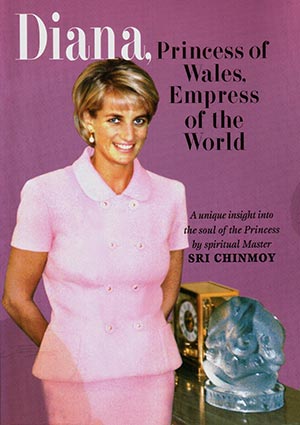 Diana, Princess of
Wales,
Empress
of the
World
A unique insight into
the soul of the Princess
by spiritual Master
SRI CHINMOY